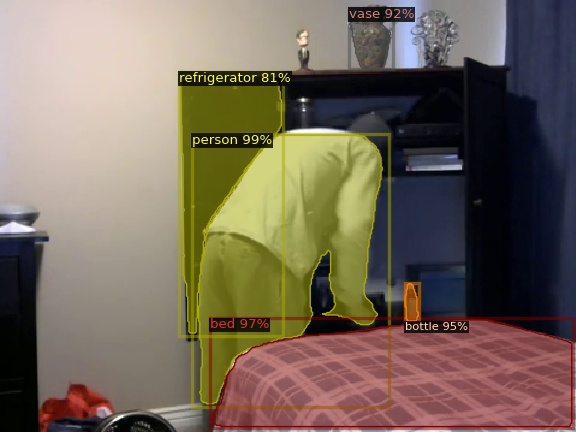 vase 92%
refrigerator 81%
person 99%
bed 97%
bottle 95%